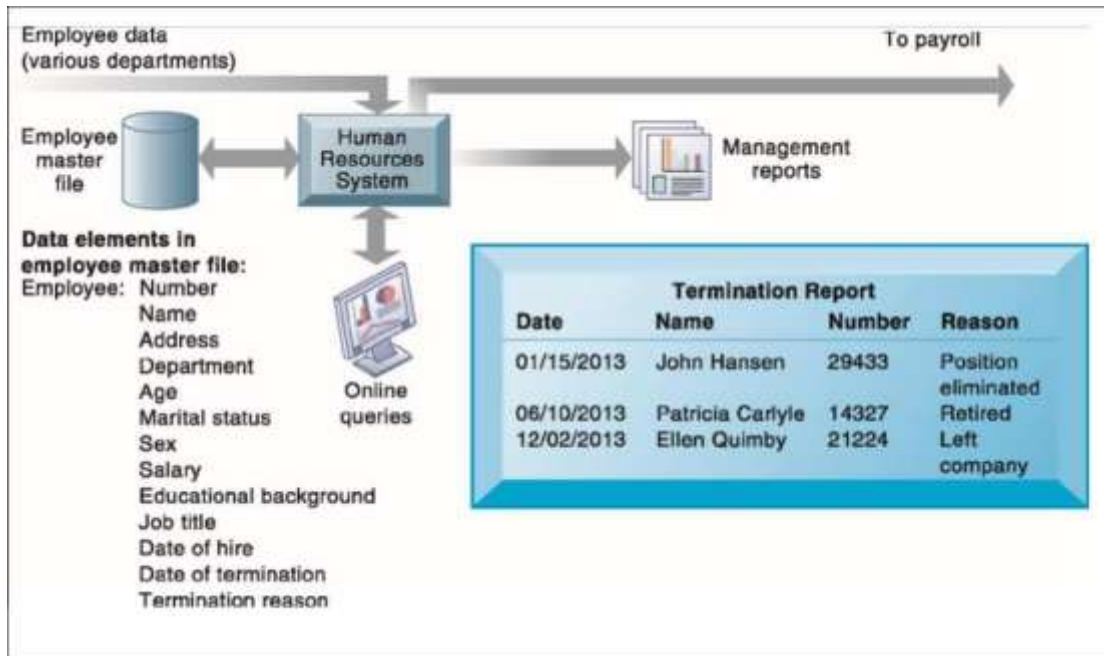 Employee data
(various departments)
To payroll
Employee
master
file
Human
Resources
System
Management
reports
Data elements in
employee master file:
Employee: Number
Name
Address
Department
Age
Marital status
Sex
Salary
Educational background
Job title
Date of hire
Date of termination
Termination reason
Online
queries
Termination Report
Date Name Number Reason
01/15/2013 John Hansen 29433 Position
eliminated
06/10/2013 Patricia Carlyle 14327 Retired
12/02/2013 Ellen Quimby 21224 Left
company